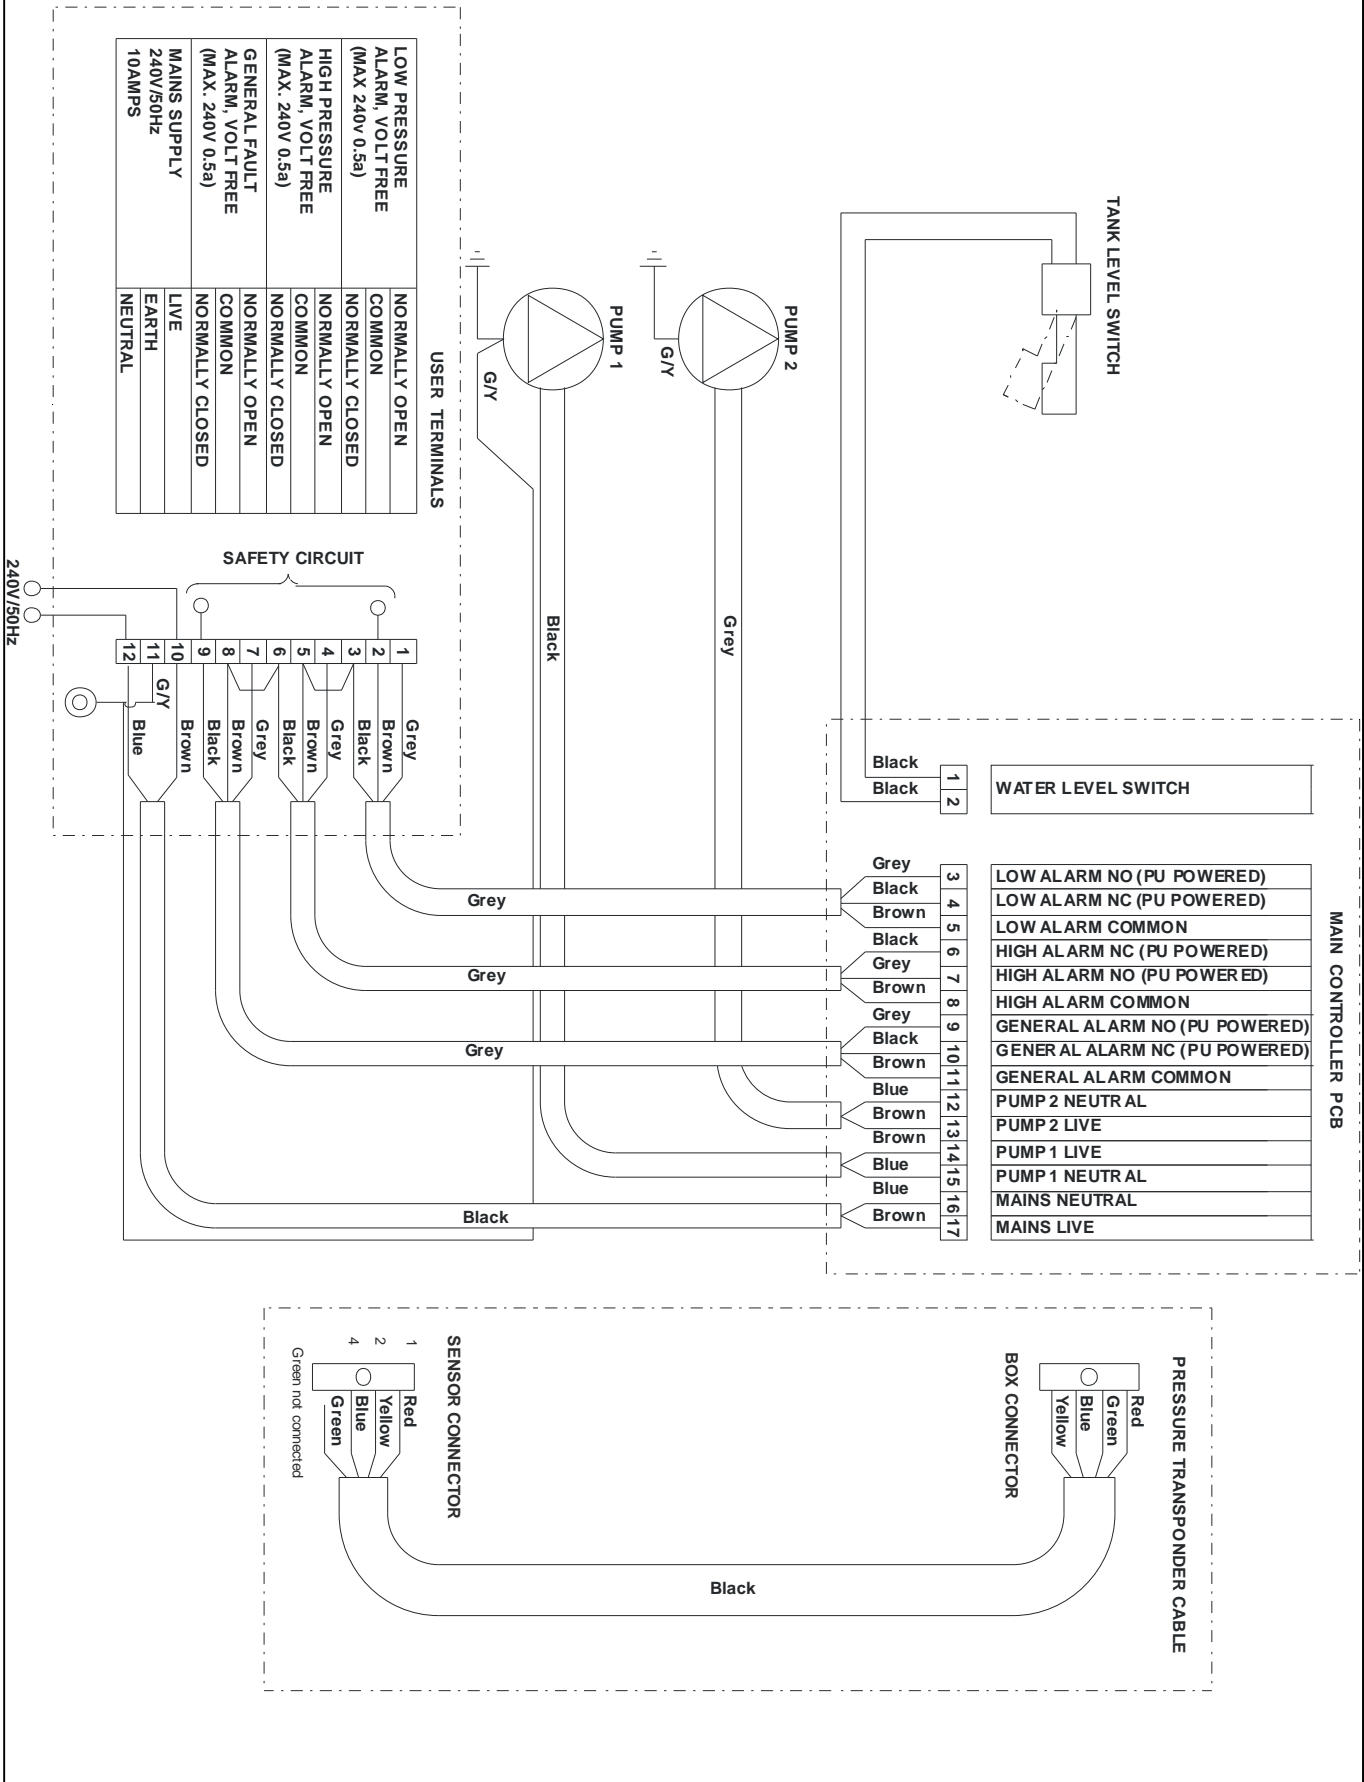 TANK LEVEL SWITCH
PUMP 2
G/Y
PUMP 1
G/Y
USER TERMINALS
LOW PRESSURE
ALARM, VOLT FREE
(MAX 240v 0.5a)
HIGH PRESSURE
ALARM, VOLT FREE
(MAX. 240V 0.5a)
GENERAL FAULT
ALARM, VOLT FREE
(MAX. 240V 0.5a)
MAINS SUPPLY
240V/50Hz
10AMPS
NORMALLY OPEN
COMMON
NORMALLY CLOSED
NORMALLY OPEN
COMMON
NORMALLY CLOSED
NORMALLY OPEN
COMMON
NORMALLY CLOSED
LIVE
EARTH
NEUTRAL
SAFETY CIRCUIT
240V/50Hz
1
2
3
4
5
6
7
8
9
10
11
12
Grey
Brown
Black
Grey
Brown
Black
Grey
Brown
Black
Brown
G/Y
Blue
Black
Grey
Grey
Grey
Grey
Black
MAIN CONTROLLER PCB
Black 1
Black 2
WATER LEVEL SWITCH
Grey 3 LOW ALARM NO (PU POWERED)
Black 4 LOW ALARM NC (PU POWERED)
Brown 5 LOW ALARM COMMON
Black 6 HIGH ALARM NC (PU POWERED)
Grey 7 HIGH ALARM NO (PU POWERED)
Brown 8 HIGH ALARM COMMON
Grey 9 GENERAL ALARM NO (PU POWERED)
Black 10 GENERAL ALARM NC (PU POWERED)
Brown 11 GENERAL ALARM COMMON
Blue 12 PUMP 2 NEUTRAL
Brown 13 PUMP 2 LIVE
Brown 14 PUMP 1 LIVE
Blue 15 PUMP 1 NEUTRAL
Blue 16 MAINS NEUTRAL
Brown 17 MAINS LIVE
PRESSURE TRANSPONDER CABLE
BOX CONNECTOR
Red
Green
Blue
Yellow
SENSOR CONNECTOR
1
2
4
Red
Yellow
Blue
Green
Green not connected
Black